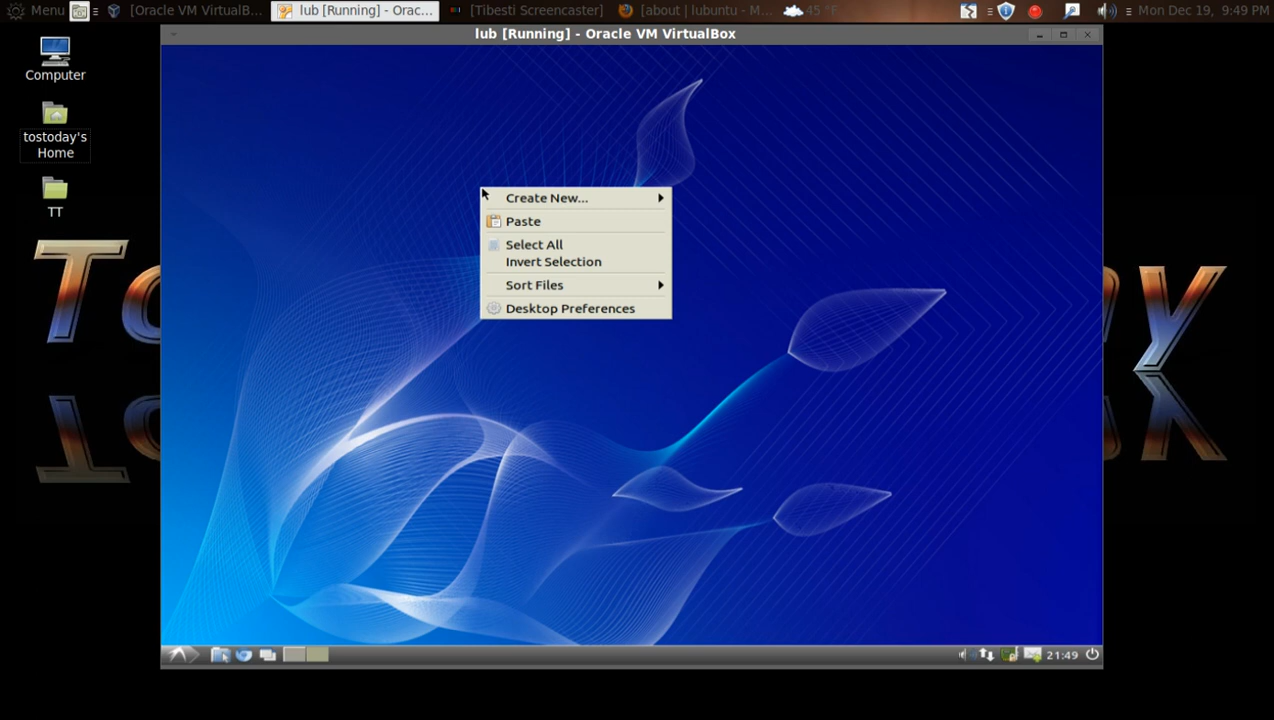 Menu
[Oracle VM VirtualB...
lub [Running] - Orac...
[Tibesti Screencaster]
[about | lubuntu - M...
45 °F
Mon Dec 19, 9:49 PM
lub [Running] - Oracle VM VirtualBox
Computer
tostoday's
Home
TT
Create New...
Paste
Select All
Invert Selection
Sort Files
Desktop Preferences
21:49